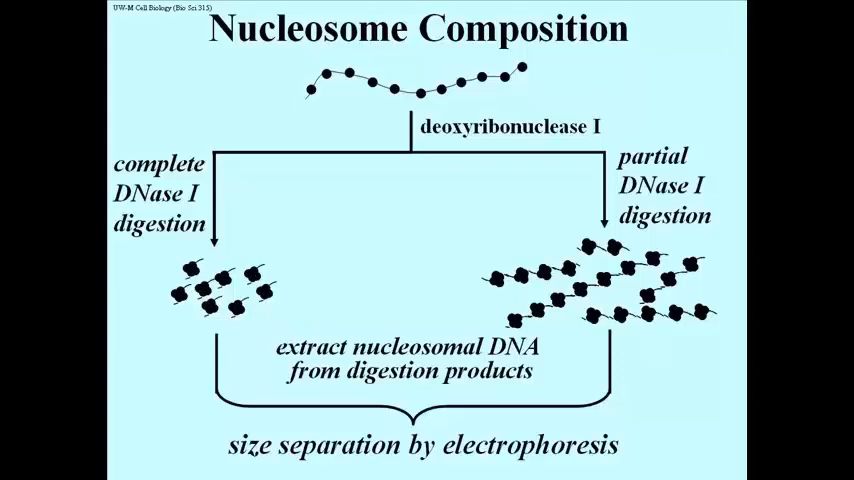 UW-M Cell Biology (Bio Sci 315)
Nucleosome Composition
deoxyribonuclease I
complete
DNase I
digestion
partial
DNase I
digestion
extract nucleosomal DNA
from digestion products
size separation by electrophoresis